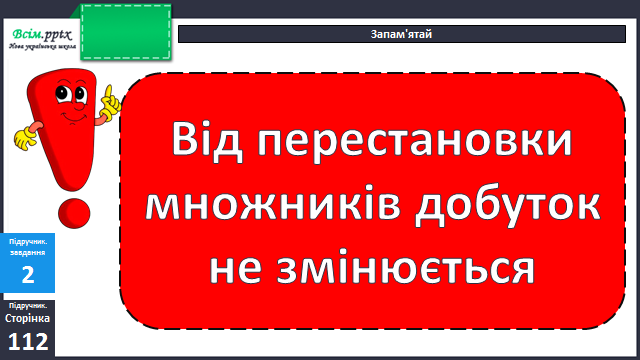 Всім.pptx
Нова українська школа
Запам'ятай
Від перестановки
множників добуток
не змінюється
Підручник.
завдання
2
Підручник.
Сторінка
112